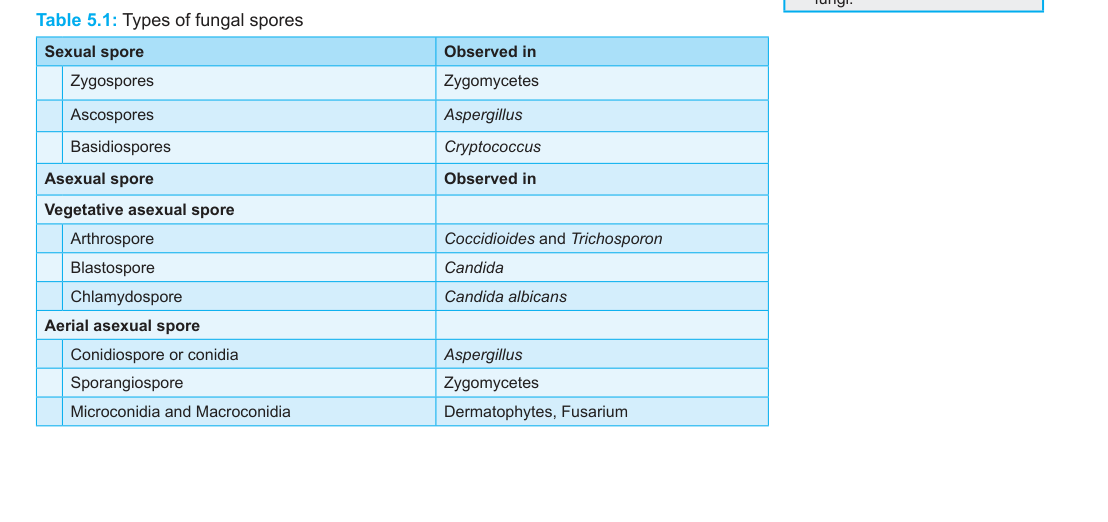 fungi.
Table 5.1: Types of fungal spores
Sexual spore Observed in
Zygospores Zygomycetes
Ascospores Aspergillus
Basidiospores Cryptococcus
Asexual spore Observed in
Vegetative asexual spore
Arthrospore Coccidioides and Trichosporon
Blastospore Candida
Chlamydospore Candida albicans
Aerial asexual spore
Conidiospore or conidia Aspergillus
Sporangiospore Zygomycetes
Microconidia and Macroconidia Dermatophytes, Fusarium